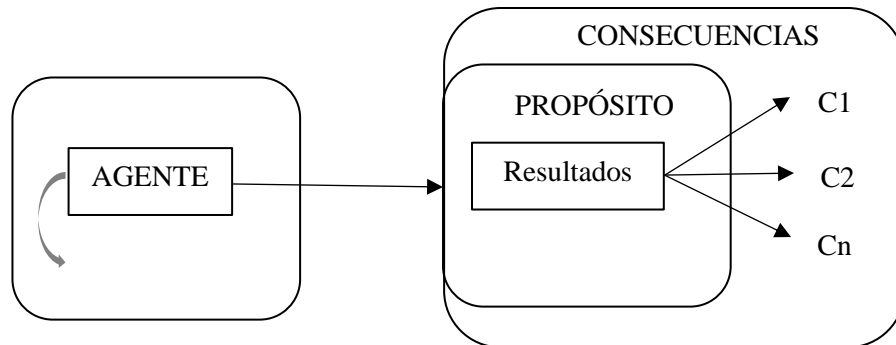 CONSECUENCIAS
PROPÓSITO
AGENTE
Resultados
C1
C2
Cn